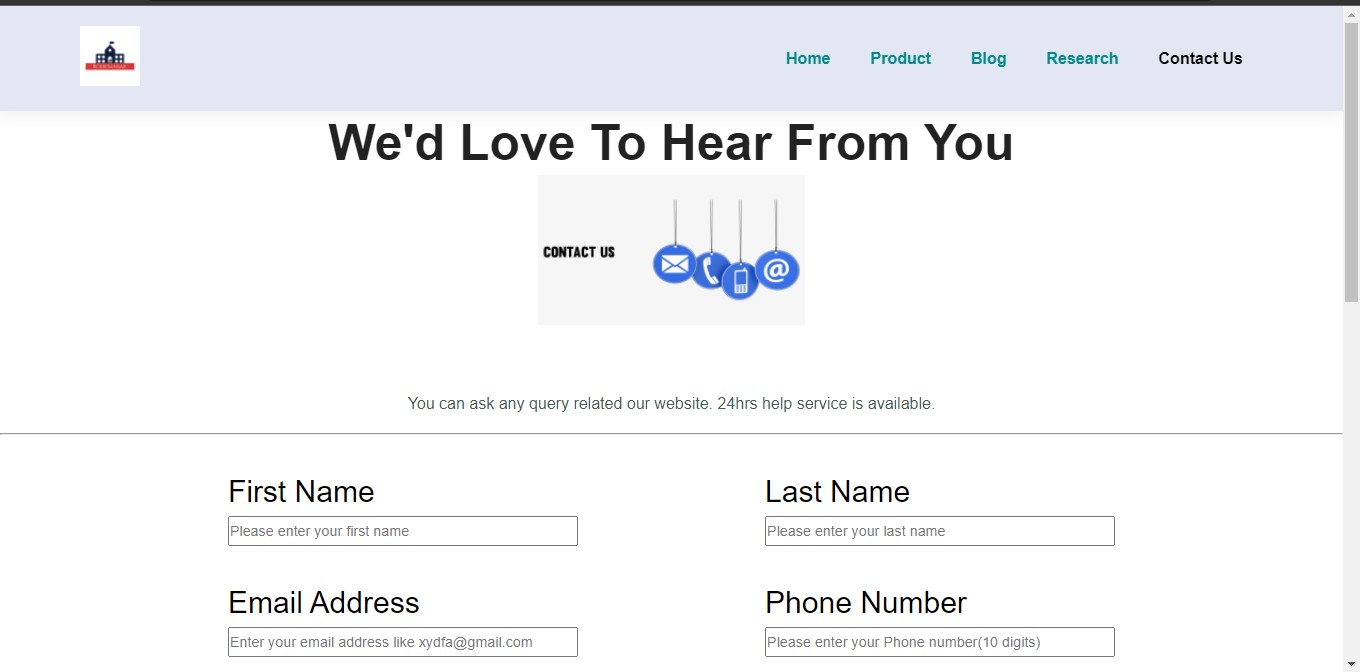 Home Product Blog Research Contact Us
We'd Love To Hear From You
CONTACT US
@
You can ask any query related our website. 24hrs help service is available.
First Name Last Name
Please enter your first name Please enter your last name
Email Address Phone Number
Enter your email address like xydfa@gmail.com Please enter your Phone number(10 digits)